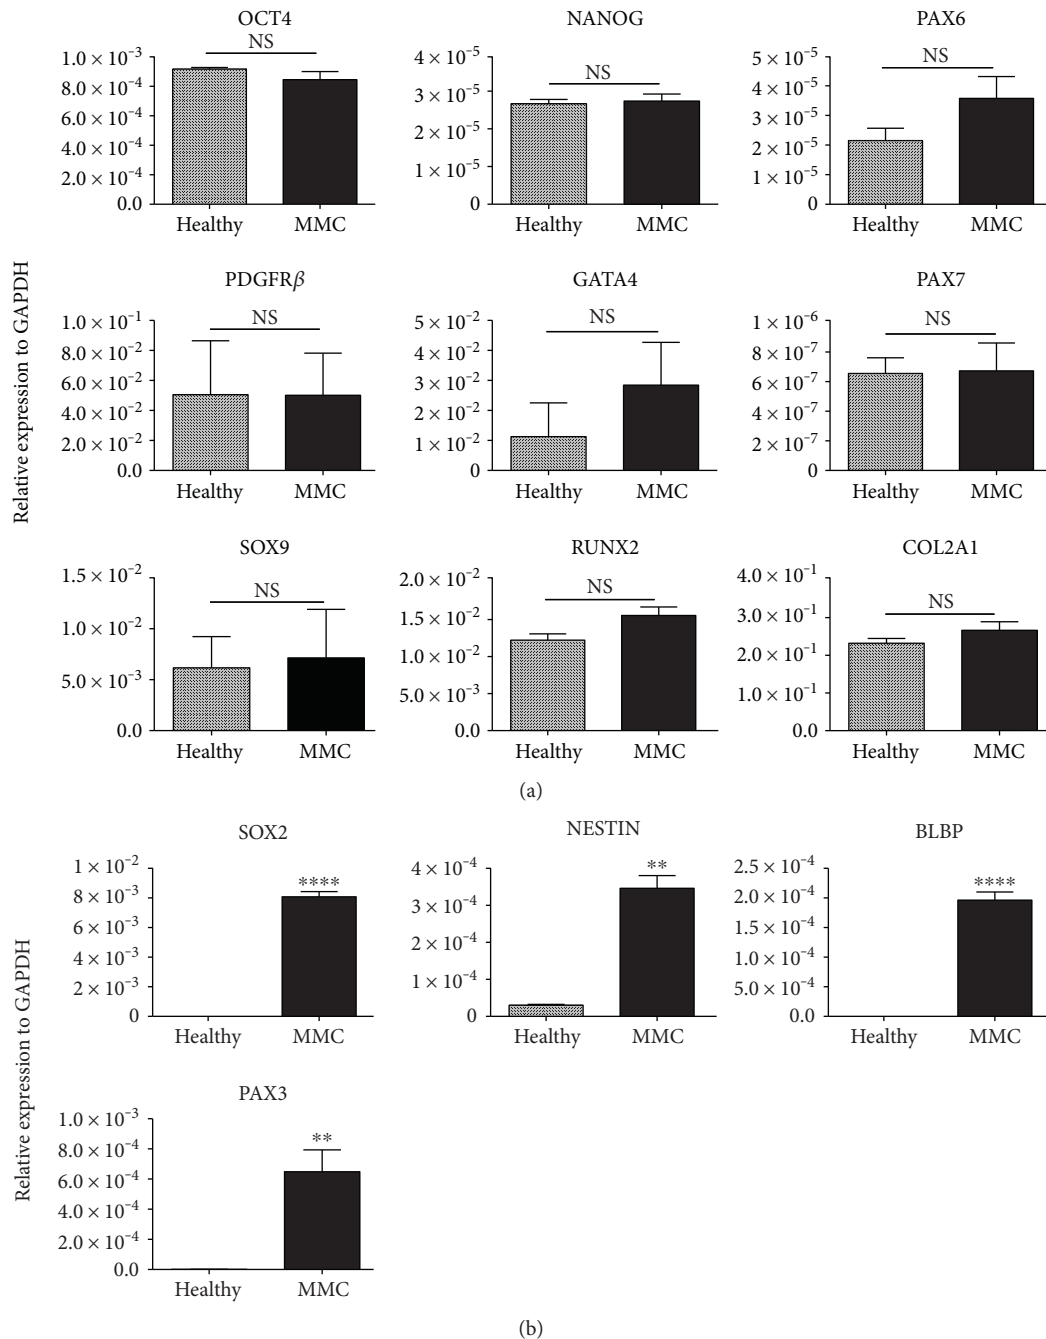 OCT4
NS
1.0 × 10⁻³
8.0 × 10⁻⁴
6.0 × 10⁻⁴
4.0 × 10⁻⁴
2.0 × 10⁻⁴
0.0
Healthy MMC
NANOG
NS
4 × 10⁻⁵
3 × 10⁻⁵
2 × 10⁻⁵
1 × 10⁻⁵
0
Healthy MMC
PAX6
NS
5 × 10⁻⁵
4 × 10⁻⁵
3 × 10⁻⁵
2 × 10⁻⁵
1 × 10⁻⁵
0
Healthy MMC
Relative expression to GAPDH
PDGFRβ
NS
1.0 × 10⁻¹
8.0 × 10⁻²
6.0 × 10⁻²
4.0 × 10⁻²
2.0 × 10⁻²
0.0
Healthy MMC
GATA4
NS
5 × 10⁻²
4 × 10⁻²
3 × 10⁻²
2 × 10⁻²
1 × 10⁻²
0
Healthy MMC
PAX7
NS
1 × 10⁻⁶
8 × 10⁻⁷
6 × 10⁻⁷
4 × 10⁻⁷
2 × 10⁻⁷
0
Healthy MMC
SOX9
NS
1.5 × 10⁻²
1.0 × 10⁻²
5.0 × 10⁻³
0.0
Healthy MMC
RUNX2
NS
2.0 × 10⁻²
1.5 × 10⁻²
1.0 × 10⁻²
5.0 × 10⁻³
0.0
Healthy MMC
COL2A1
NS
4.0 × 10⁻¹
3.0 × 10⁻¹
2.0 × 10⁻¹
1.0 × 10⁻¹
0.0
Healthy MMC
(a)
SOX2
****
1 × 10⁻²
8 × 10⁻³
6 × 10⁻³
4 × 10⁻³
2 × 10⁻³
0
Healthy MMC
NESTIN
**
4 × 10⁻⁴
3 × 10⁻⁴
2 × 10⁻⁴
1 × 10⁻⁴
0
Healthy MMC
BLBP
****
2.5 × 10⁻⁴
2.0 × 10⁻⁴
1.5 × 10⁻⁴
1.0 × 10⁻⁴
5.0 × 10⁻⁴
0.0
Healthy MMC
Relative expression to GAPDH
PAX3
**
1.0 × 10⁻³
8.0 × 10⁻⁴
6.0 × 10⁻⁴
4.0 × 10⁻⁴
2.0 × 10⁻⁴
0.0
Healthy MMC
(b)